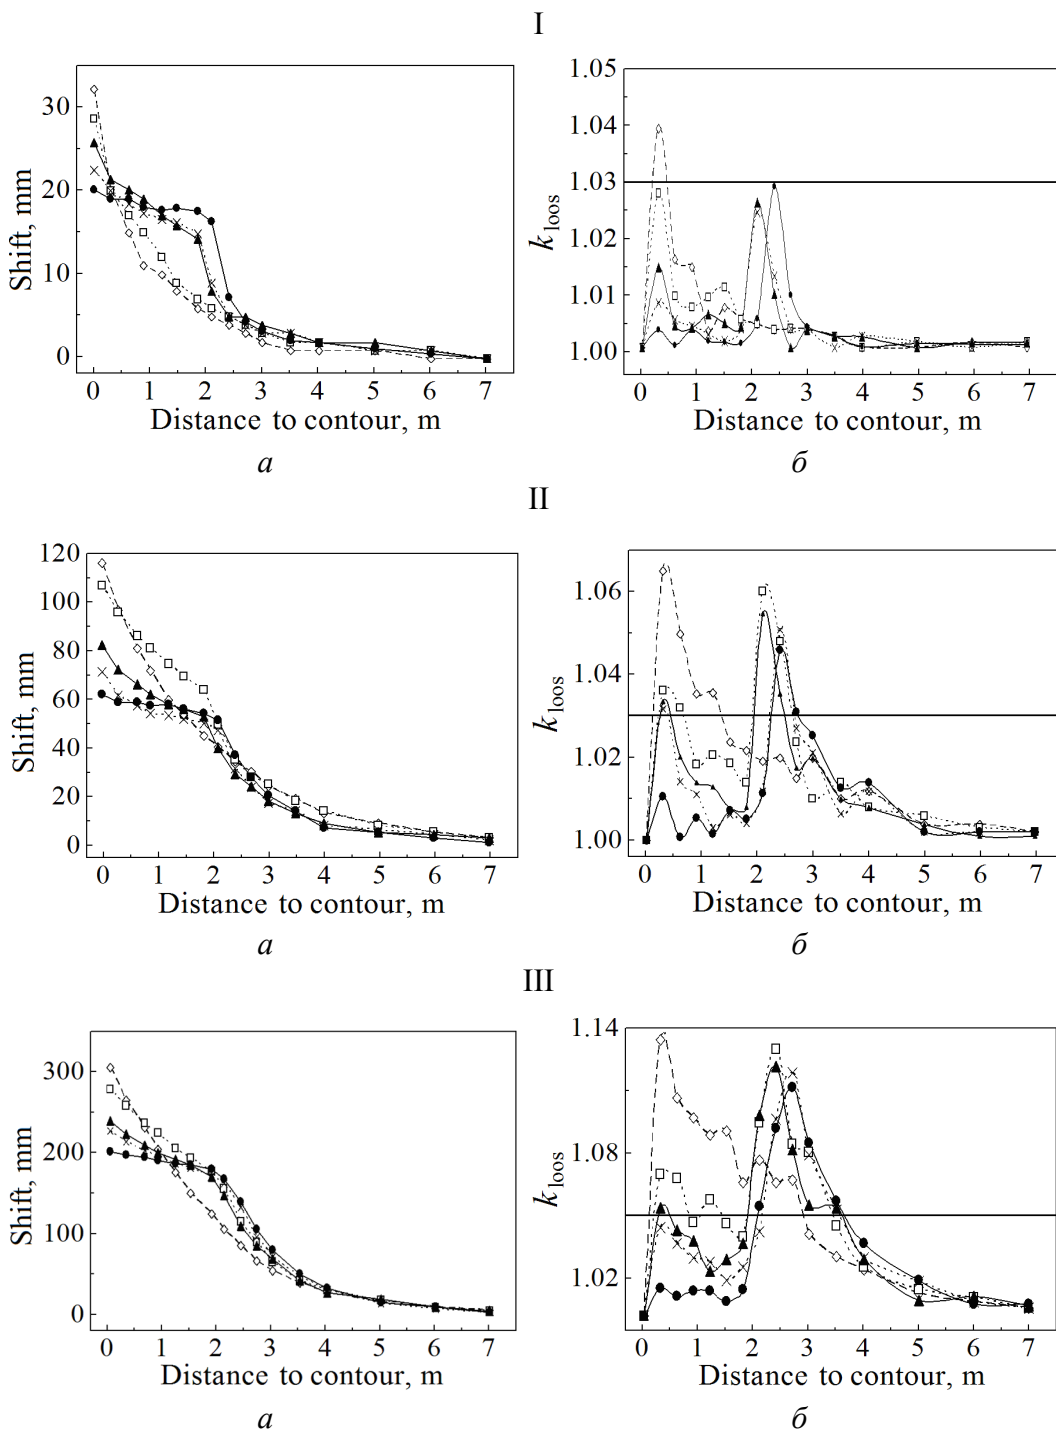 I
Shift, mm
30
20
10
0
0 1 2 3 4 5 6 7
Distance to contour, m
а
k loos
1.05
1.04
1.03
1.02
1.01
1.00
0 1 2 3 4 5 6 7
Distance to contour, m
б
II
Shift, mm
120
100
80
60
40
20
0
0 1 2 3 4 5 6 7
Distance to contour, m
а
k loos
1.06
1.04
1.02
1.00
0 1 2 3 4 5 6 7
Distance to contour, m
б
III
Shift, mm
300
200
100
0
0 1 2 3 4 5 6 7
Distance to contour, m
а
k loos
1.14
1.08
1.02
0 1 2 3 4 5 6 7
Distance to contour, m
б